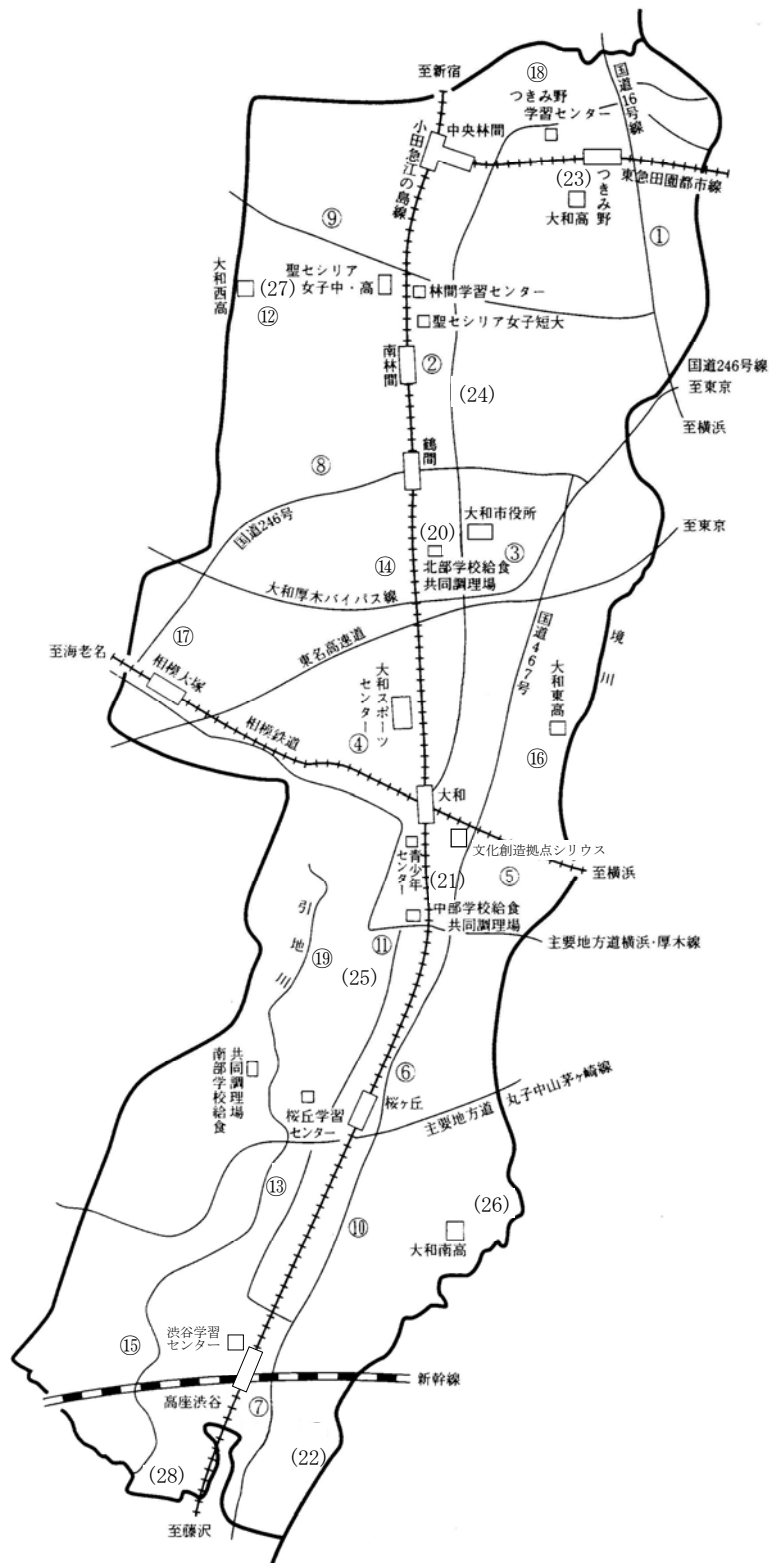 至新宿
⑱
つきみ野
学習センター
国道16号線
中央林間
小田急江の島線
(23)
つきみ野
東急田園都市線
大和高
①
⑨
大和西高
(27)
聖セシリア
女子中・高
林間学習センター
⑫
聖セシリア女子短大
南林間
②
国道246号線
至東京
(24)
至横浜
鶴間
⑧
国道246号
大和市役所
(20)
③
至東京
北部学校給食
共同調理場
⑭
大和厚木バイパス線
国道467号
境川
⑰
至海老名
相模大塚
東名高速道
大和スポーツ
センター
大和東高
相模鉄道
④
⑯
大和
文化創造拠点シリウス
青少年
センター
(21)
⑤
至横浜
中部学校給食
共同調理場
引地川
⑪
主要地方道横浜・厚木線
⑲
(25)
南部学校給食
共同調理場
⑥
桜丘学習
センター
桜ヶ丘
主要地方道 丸子中山茅ヶ崎線
⑬
(26)
⑩
大和南高
渋谷学習
センター
⑮
新幹線
高座渋谷
⑦
(28)
(22)
至藤沢